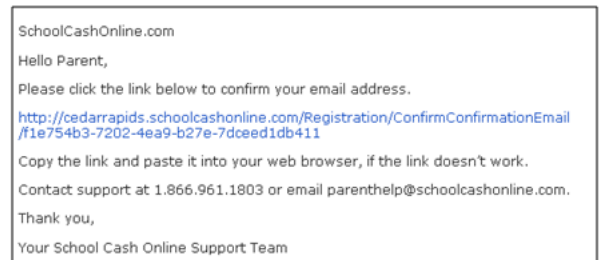 SchoolCashOnline.com
Hello Parent,
Please click the link below to confirm your email address.
http://cedarrapids.schoolcashonline.com/Registration/ConfirmConfirmationEmail
/f1e754b3-7202-4ea9-b27e-7dceed1db411
Copy the link and paste it into your web browser, if the link doesn't work.
Contact support at 1.866.961.1803 or email parenthelp@schoolcashonline.com.
Thank you,
Your School Cash Online Support Team